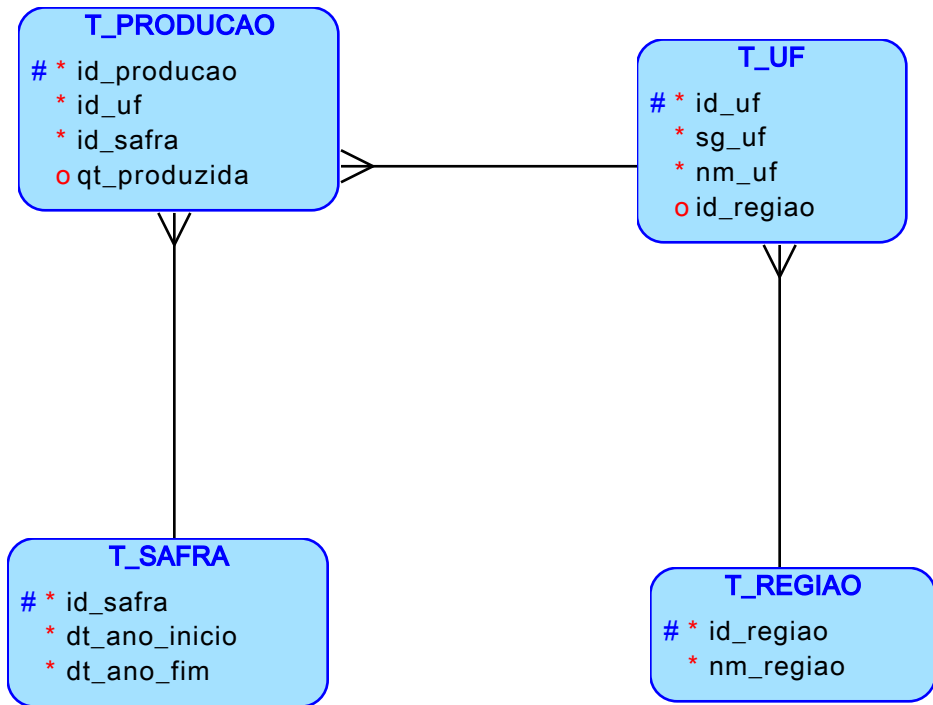 T_PRODUCAO
# * id_producao
* id_uf
* id_safra
o qt_produzida
T_UF
# * id_uf
* sg_uf
* nm_uf
o id_regiao
T_SAFRA
# * id_safra
* dt_ano_inicio
* dt_ano_fim
T_REGIAO
# * id_regiao
* nm_regiao